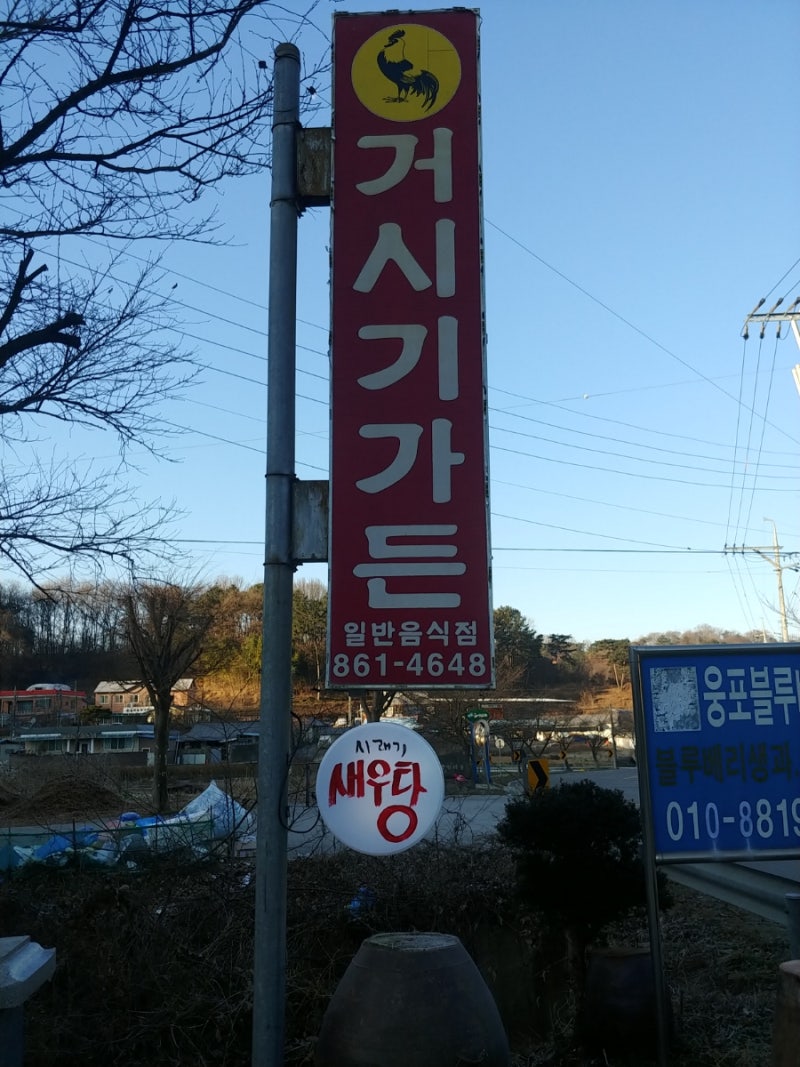 거시기가든
일반음식점
861-4648
시래기
새우탕
웅포블루
블루베리생과
010-8819